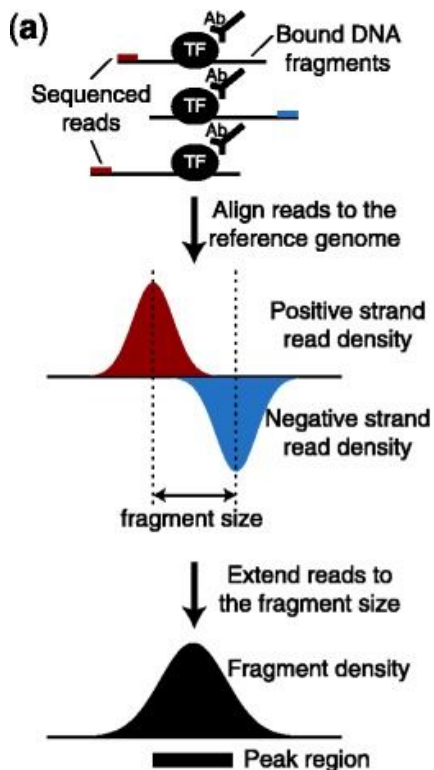 (a)
Ab
TF
Bound DNA
fragments
Sequenced
reads
Ab
TF
Ab
TF
Align reads to the
reference genome
Positive strand
read density
Negative strand
read density
fragment size
Extend reads to
the fragment size
Fragment density
Peak region